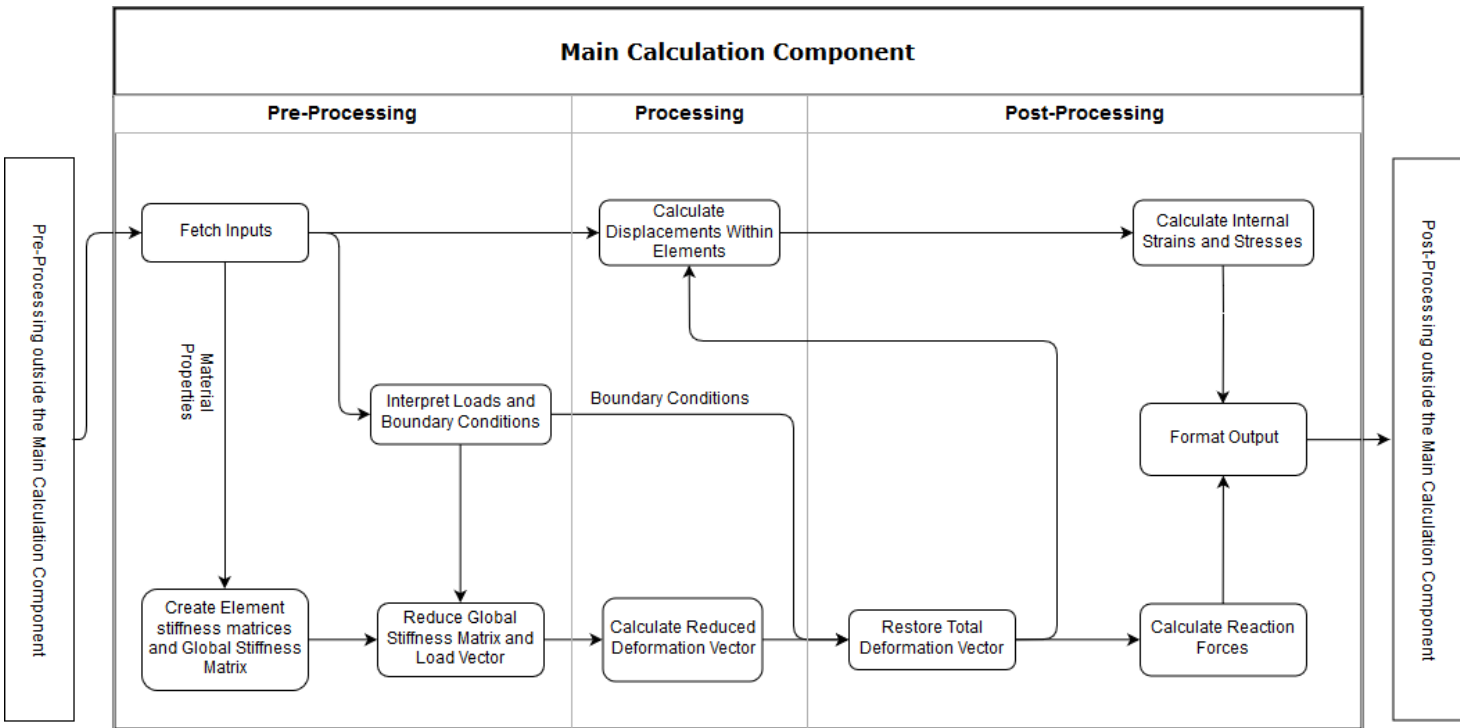 Main Calculation Component
Pre-Processing
Processing
Post-Processing
Pre-Processing outside the Main Calculation Component
Fetch Inputs
Calculate
Displacements Within
Elements
Calculate Internal
Strains and Stresses
Material
Properties
Interpret Loads and
Boundary Conditions
Boundary Conditions
Format Output
Create Element
stiffness matrices
and Global Stiffness
Matrix
Reduce Global
Stiffness Matrix and
Load Vector
Calculate Reduced
Deformation Vector
Restore Total
Deformation Vector
Calculate Reaction
Forces
Post-Processing outside the Main Calculation Component